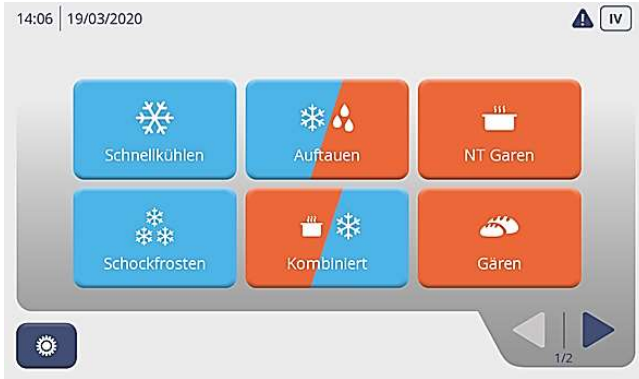 14:06 19/03/2020 IV
Schnellkühlen Auftauen NT Garen
Schockfrosten Kombiniert Gären
1/2